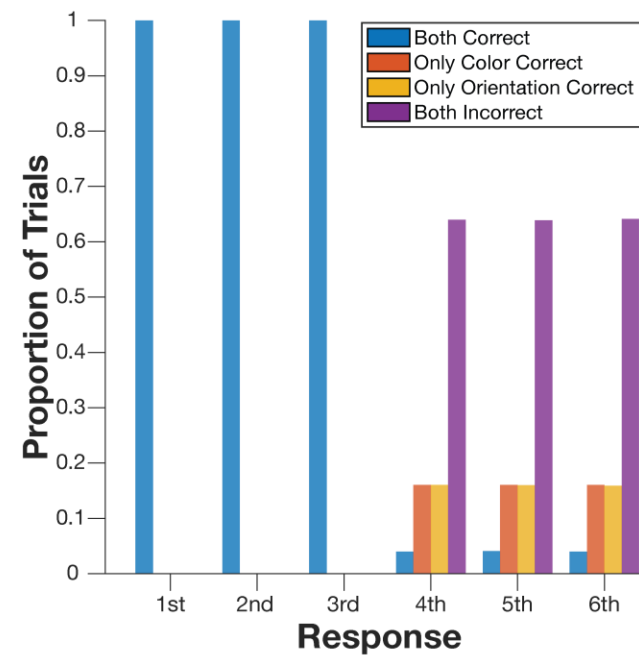 Both Correct
Only Color Correct
Only Orientation Correct
Both Incorrect
Proportion of Trials
1
0.9
0.8
0.7
0.6
0.5
0.4
0.3
0.2
0.1
0
1st 2nd 3rd 4th 5th 6th
Response